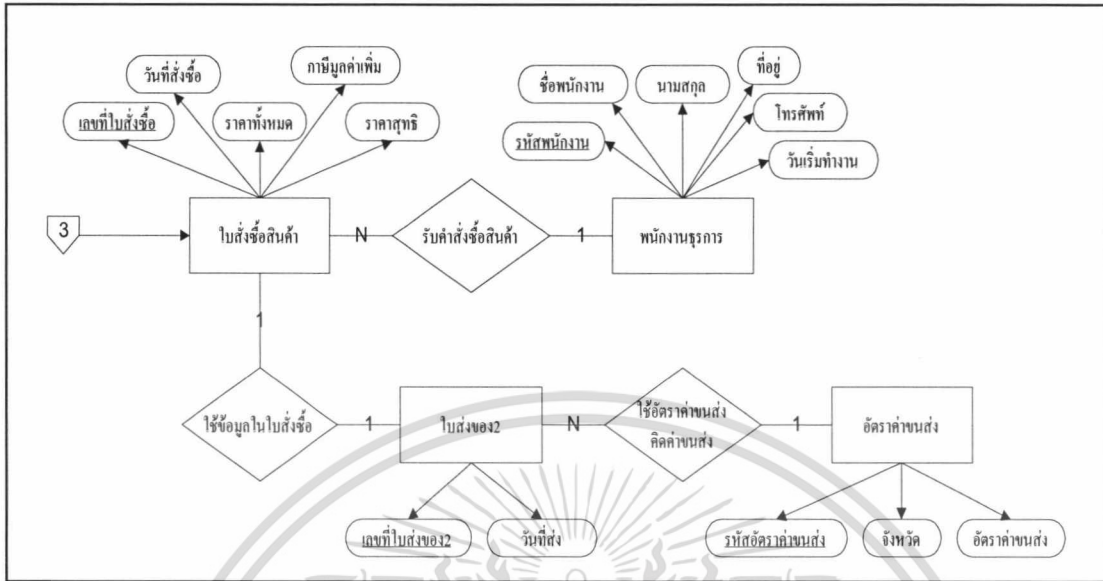 ภาษีมูลค่าเพิ่ม
วันที่สั่งซื้อ
เลขที่ใบสั่งซื้อ
ราคาทั้งหมด
ราคาสุทธิ
ที่อยู่
ชื่อพนักงาน
นามสกุล
โทรศัพท์
รหัสพนักงาน
วันเริ่มทำงาน
3
ใบสั่งซื้อสินค้า
N
รับคำสั่งซื้อสินค้า
1
พนักงานธุรการ
1
ใช้ข้อมูลในใบสั่งซื้อ
1
ใบส่งของ2
N
ใช้อัตราค่าขนส่ง
คิดค่าขนส่ง
1
อัตราค่าขนส่ง
เลขที่ใบส่งของ2
วันที่ส่ง
รหัสอัตราค่าขนส่ง
จังหวัด
อัตราค่าขนส่ง